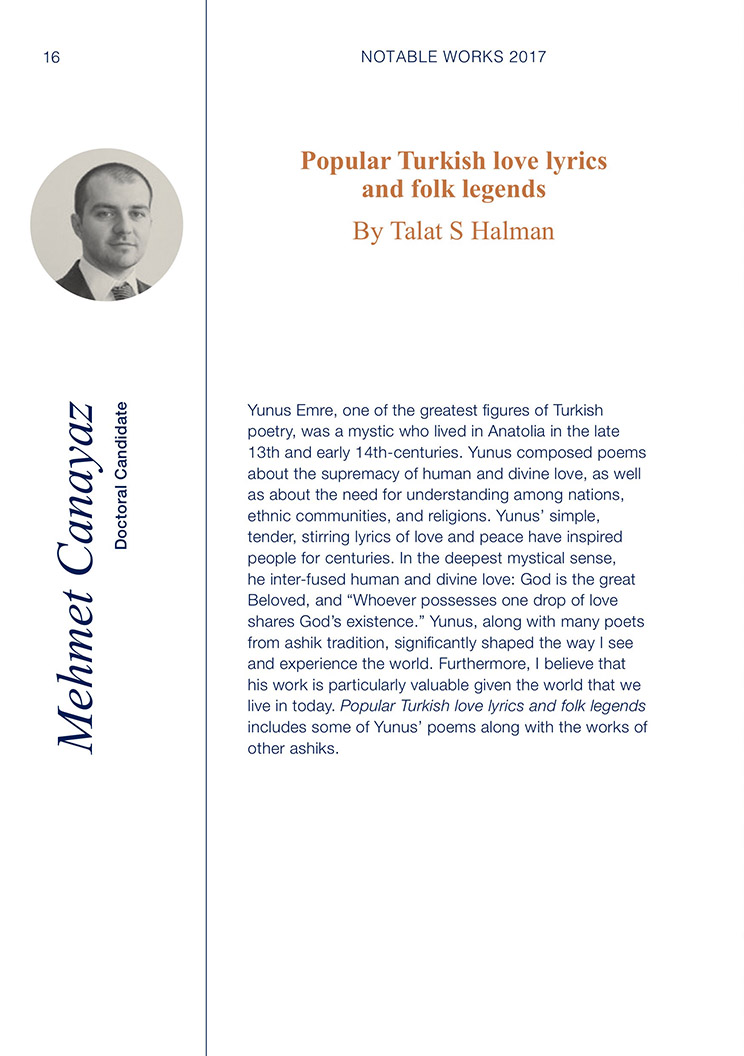 16
NOTABLE WORKS 2017
Popular Turkish love lyrics
and folk legends
By Talat S Halman
Mehmet Canayaz
Doctoral Candidate
Yunus Emre, one of the greatest figures of Turkish
poetry, was a mystic who lived in Anatolia in the late
13th and early 14th-centuries. Yunus composed poems
about the supremacy of human and divine love, as well
as about the need for understanding among nations,
ethnic communities, and religions. Yunus’ simple,
tender, stirring lyrics of love and peace have inspired
people for centuries. In the deepest mystical sense,
he inter-fused human and divine love: God is the great
Beloved, and “Whoever possesses one drop of love
shares God’s existence.” Yunus, along with many poets
from ashik tradition, significantly shaped the way I see
and experience the world. Furthermore, I believe that
his work is particularly valuable given the world that we
live in today. Popular Turkish love lyrics and folk legends
includes some of Yunus’ poems along with the works of
other ashiks.